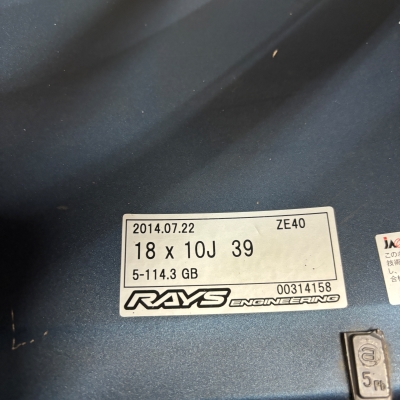 2014.07.22 ZE40
18 x 10J 39
5-114.3 GB
00314158
RAYS ENGINEERING
5